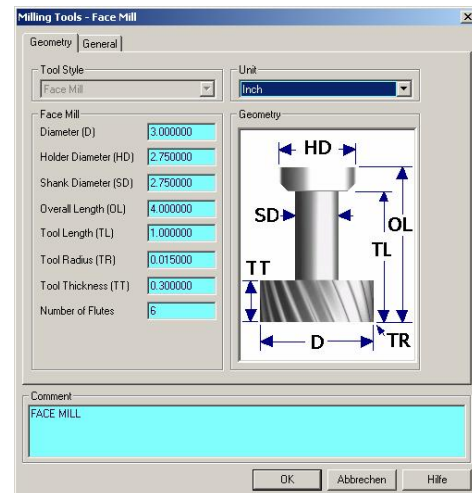 Milling Tools - Face Mill
Geometry
General
Tool Style
Face Mill
Unit
Inch
Face Mill
Diameter (D) 3.000000
Holder Diameter (HD) 2.750000
Shank Diameter (SD) 2.750000
Overall Length (OL) 4.000000
Tool Length (TL) 1.000000
Tool Radius (TR) 0.015000
Tool Thickness (TT) 0.300000
Number of Flutes 6
Geometry
HD
SD
OL
TL
TT
D
TR
Comment
FACE MILL
OK Abbrechen Hilfe